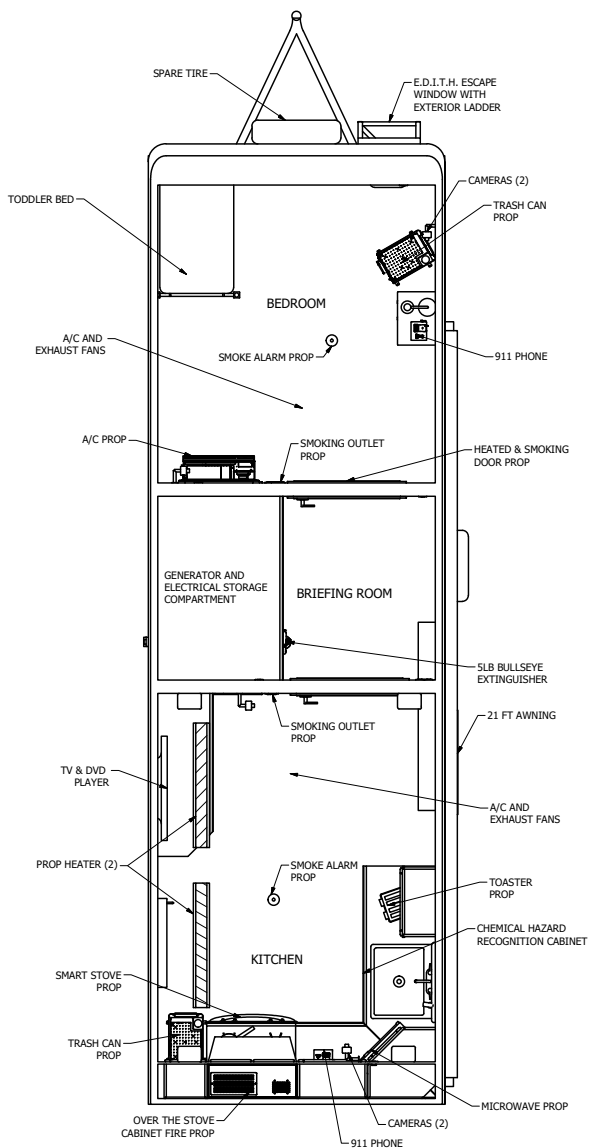 SPARE TIRE
E.D.I.T.H. ESCAPE
WINDOW WITH
EXTERIOR LADDER
CAMERAS (2)
TRASH CAN
PROP
TODDLER BED
BEDROOM
A/C AND
EXHAUST FANS
SMOKE ALARM PROP
911 PHONE
A/C PROP
SMOKING OUTLET
PROP
HEATED & SMOKING
DOOR PROP
GENERATOR AND
ELECTRICAL STORAGE
COMPARTMENT
BRIEFING ROOM
5LB BULLSEYE
EXTINGUISHER
SMOKING OUTLET
PROP
21 FT AWNING
TV & DVD
PLAYER
A/C AND
EXHAUST FANS
PROP HEATER (2)
SMOKE ALARM
PROP
TOASTER
PROP
CHEMICAL HAZARD
RECOGNITION CABINET
KITCHEN
SMART STOVE
PROP
TRASH CAN
PROP
MICROWAVE PROP
OVER THE STOVE
CABINET FIRE PROP
CAMERAS (2)
911 PHONE